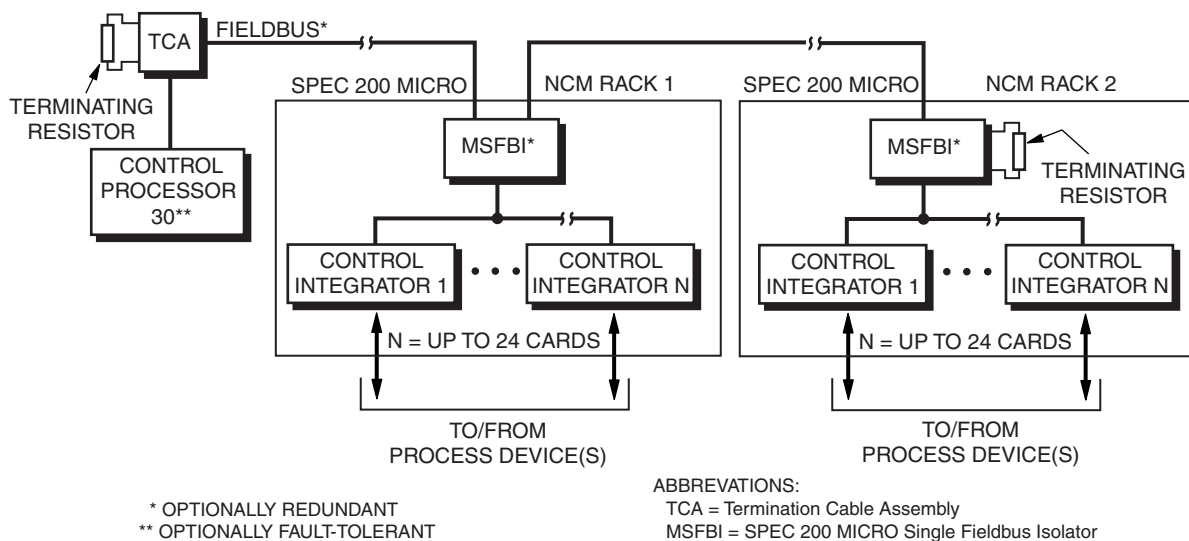 TCA
FIELDBUS*
TERMINATING
RESISTOR
CONTROL
PROCESSOR
30**
SPEC 200 MICRO
NCM RACK 1
MSFBI*
CONTROL
INTEGRATOR 1
CONTROL
INTEGRATOR N
N = UP TO 24 CARDS
TO/FROM
PROCESS DEVICE(S)
SPEC 200 MICRO
NCM RACK 2
MSFBI*
TERMINATING
RESISTOR
CONTROL
INTEGRATOR 1
CONTROL
INTEGRATOR N
N = UP TO 24 CARDS
TO/FROM
PROCESS DEVICE(S)
* OPTIONALLY REDUNDANT
** OPTIONALLY FAULT-TOLERANT
ABBREVATIONS:
TCA = Termination Cable Assembly
MSFBI = SPEC 200 MICRO Single Fieldbus Isolator